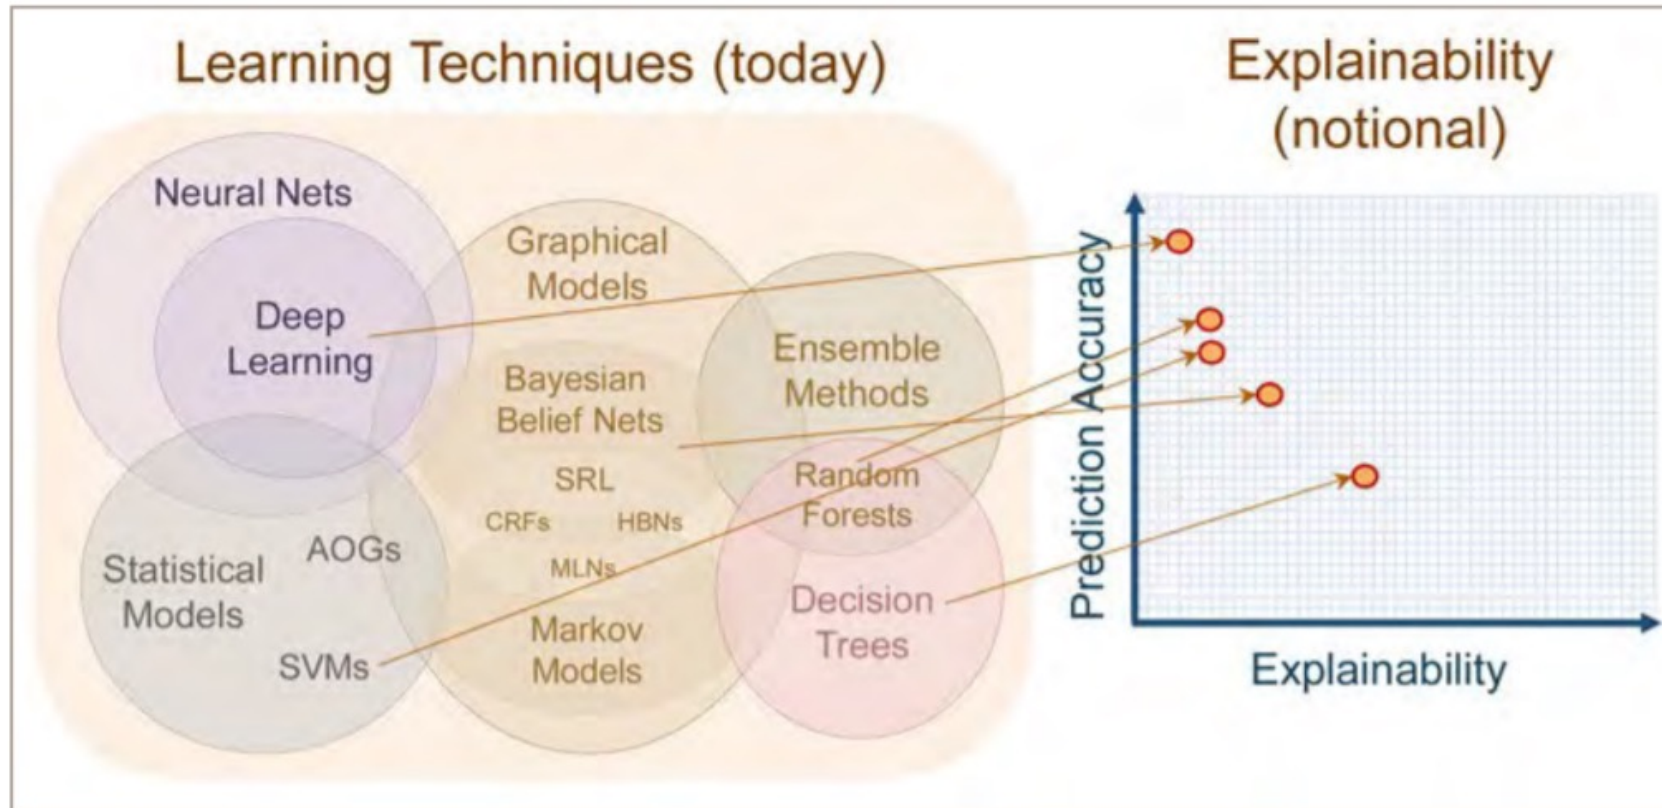 Learning Techniques (today)
Neural Nets
Deep
Learning
Graphical
Models
Bayesian
Belief Nets
SRL
CRFs
HBNs
MLNs
Markov
Models
Ensemble
Methods
Random
Forests
Decision
Trees
Statistical
Models
AOGs
SVMs
Explainability
(notional)
Prediction Accuracy
Explainability